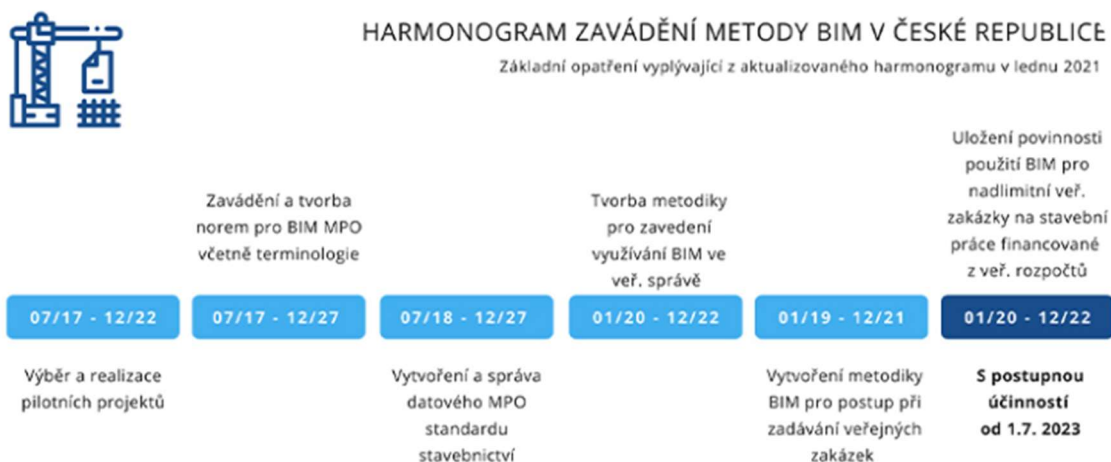 HARMONOGRAM ZAVÁDĚNÍ METODY BIM V ČESKÉ REPUBLICE
Základní opatření vyplývající z aktualizovaného harmonogramu v lednu 2021
Zavádění a tvorba
norem pro BIM MPO
včetně terminologie
Tvorba metodiky
pro zavedení
využívání BIM ve
veř. správě
Uložení povinnosti
použití BIM pro
nadlimitní veř.
zakázky na stavební
práce financované
z veř. rozpočtů
07/17 - 12/22
07/17 - 12/27
07/18 - 12/27
01/20 - 12/22
01/19 - 12/21
01/20 - 12/22
Výběr a realizace
pilotních projektů
Vytvoření a správa
datového MPO
standardu
stavebnictví
Vytvoření metodiky
BIM pro postup při
zadávání veřejných
zakázek
S postupnou
účinností
od 1.7. 2023